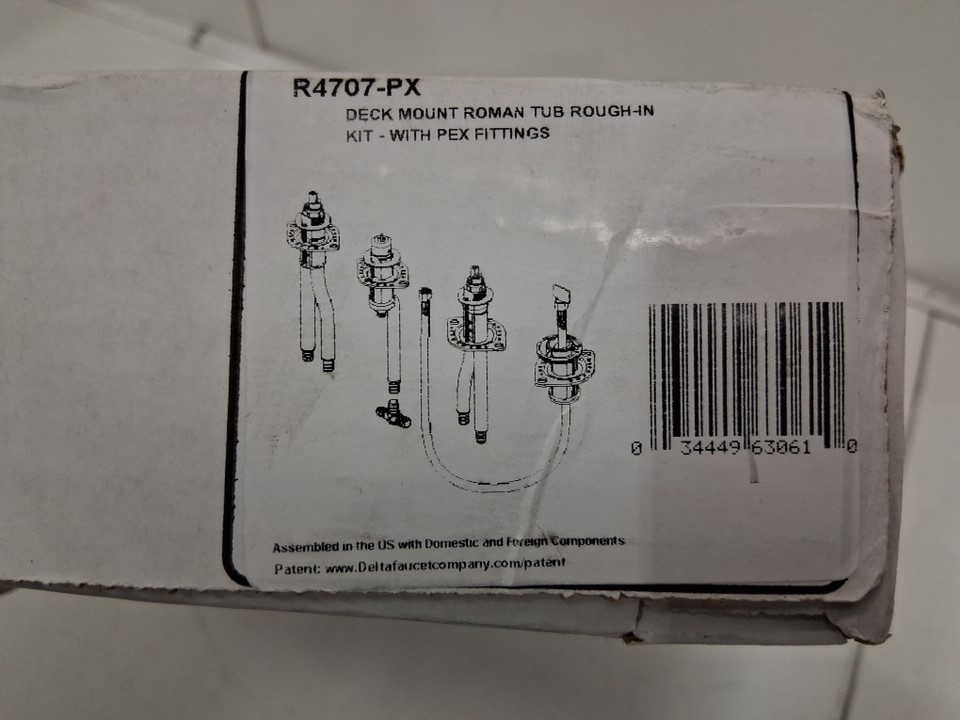 R4707-PX
DECK MOUNT ROMAN TUB ROUGH-IN
KIT - WITH PEX FITTINGS
0 34449 63061 0
Assembled in the US with Domestic and Foreign Components
Patent: www.Deltafaucetcompany.com/patent